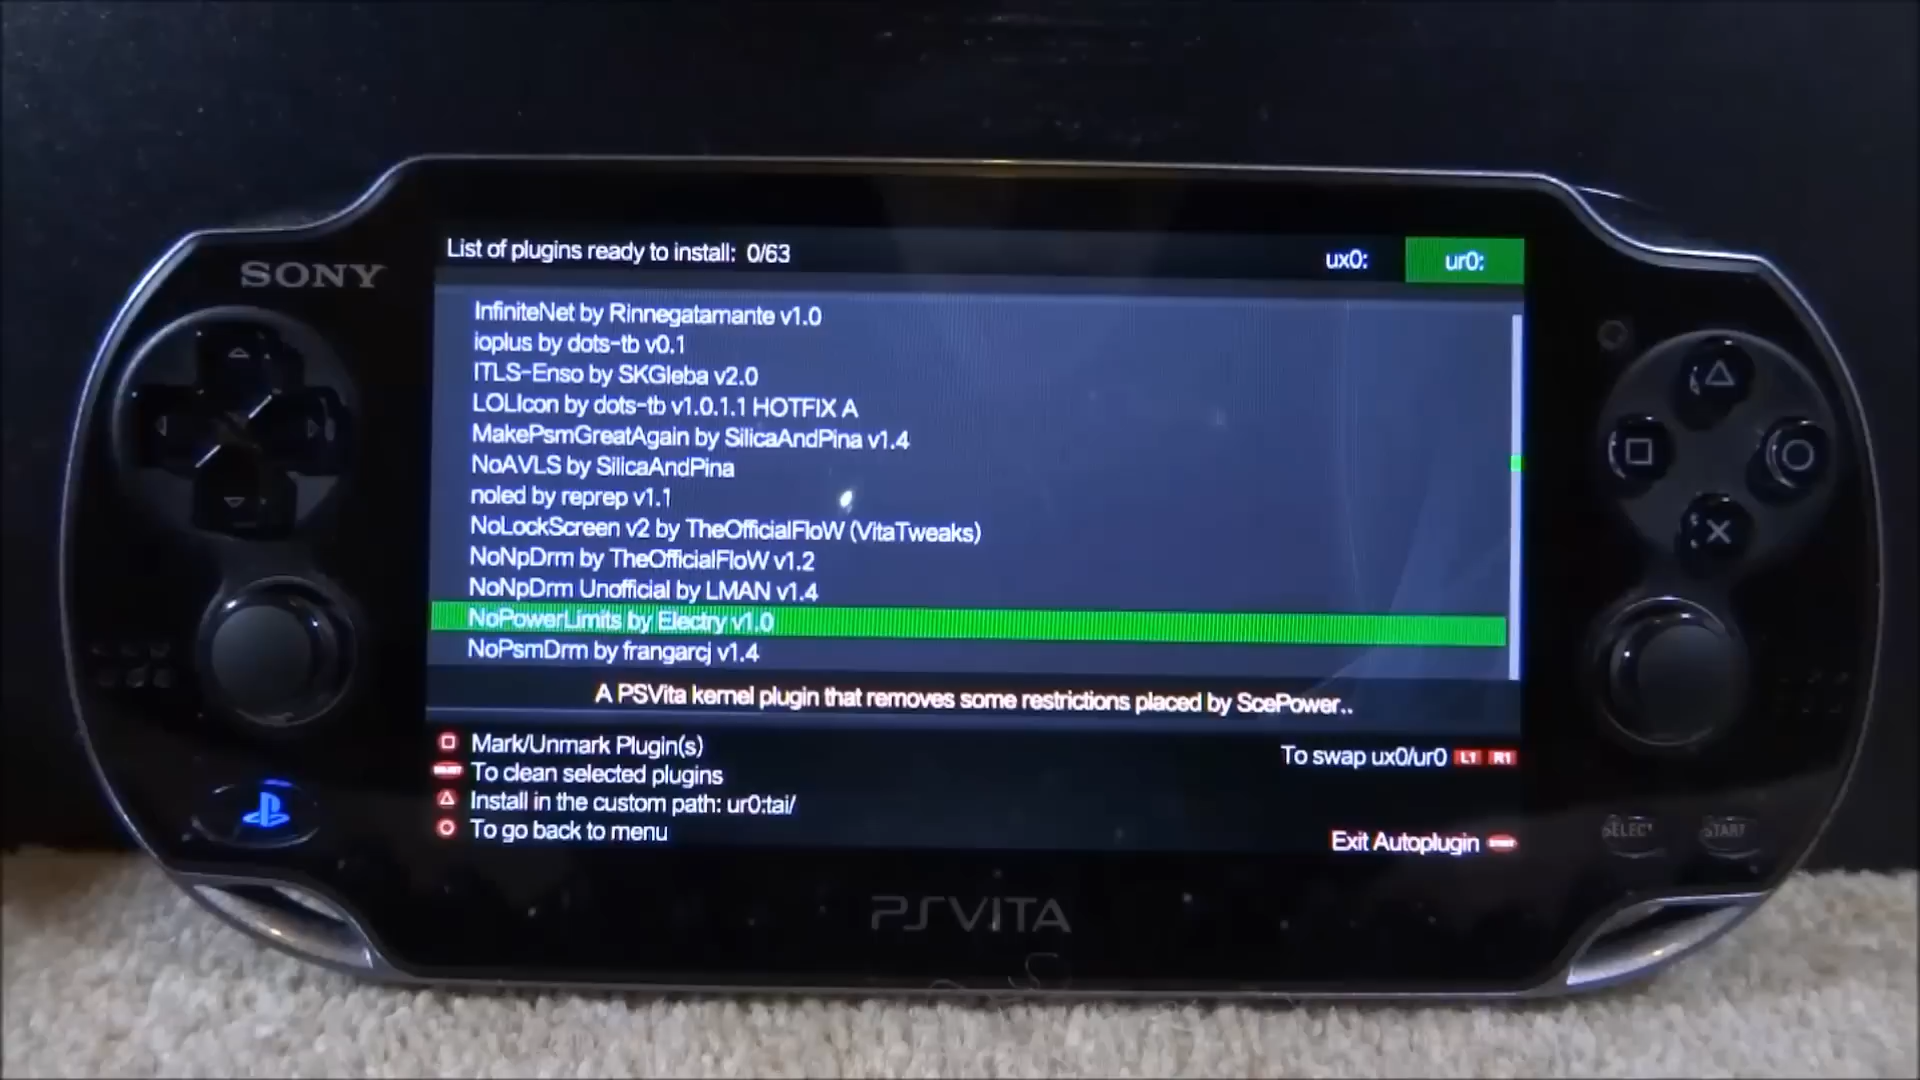 List of plugins ready to install: 0/63
ux0:
ur0:
SONY
InfiniteNet by Rinnegatamante v1.0
ioplus by dots-tb v0.1
ITLS-Enso by SKGleba v2.0
LOLIcon by dots-tb v1.0.1.1 HOTFIX A
MakePsmGreatAgain by SilicaAndPina v1.4
NoAVLS by SilicaAndPina
noled by reprep v1.1
NoLockScreen v2 by TheOfficialFloW (VitaTweaks)
NoNpDrm by TheOfficialFloW v1.2
NoNpDrm Unofficial by LMAN v1.4
NoPowerLimits by Electry v1.0
NoPsmDrm by frangarcj v1.4
A PSVita kernel plugin that removes some restrictions placed by ScePower..
Mark/Unmark Plugin(s)
To swap ux0/ur0 L1 R1
To clean selected plugins
Install in the custom path: ur0:tai/
To go back to menu
Exit Autoplugin
SELECT
START
PSVITA